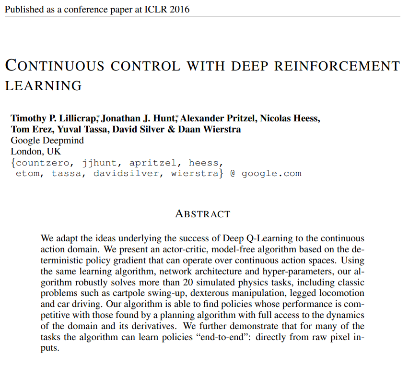 Published as a conference paper at ICLR 2016
CONTINUOUS CONTROL WITH DEEP REINFORCEMENT
LEARNING
Timothy P. Lillicrap,* Jonathan J. Hunt,* Alexander Pritzel, Nicolas Heess,
Tom Erez, Yuval Tassa, David Silver & Daan Wierstra
Google Deepmind
London, UK
{countzero, jjhunt, apritzel, heess,
etom, tassa, davidsilver, wierstra} @ google.com
ABSTRACT
We adapt the ideas underlying the success of Deep Q-Learning to the continuous
action domain. We present an actor-critic, model-free algorithm based on the de-
terministic policy gradient that can operate over continuous action spaces. Using
the same learning algorithm, network architecture and hyper-parameters, our al-
gorithm robustly solves more than 20 simulated physics tasks, including classic
problems such as cartpole swing-up, dexterous manipulation, legged locomotion
and car driving. Our algorithm is able to find policies whose performance is com-
petitive with those found by a planning algorithm with full access to the dynamics
of the domain and its derivatives. We further demonstrate that for many of the
tasks the algorithm can learn policies “end-to-end”: directly from raw pixel in-
puts.